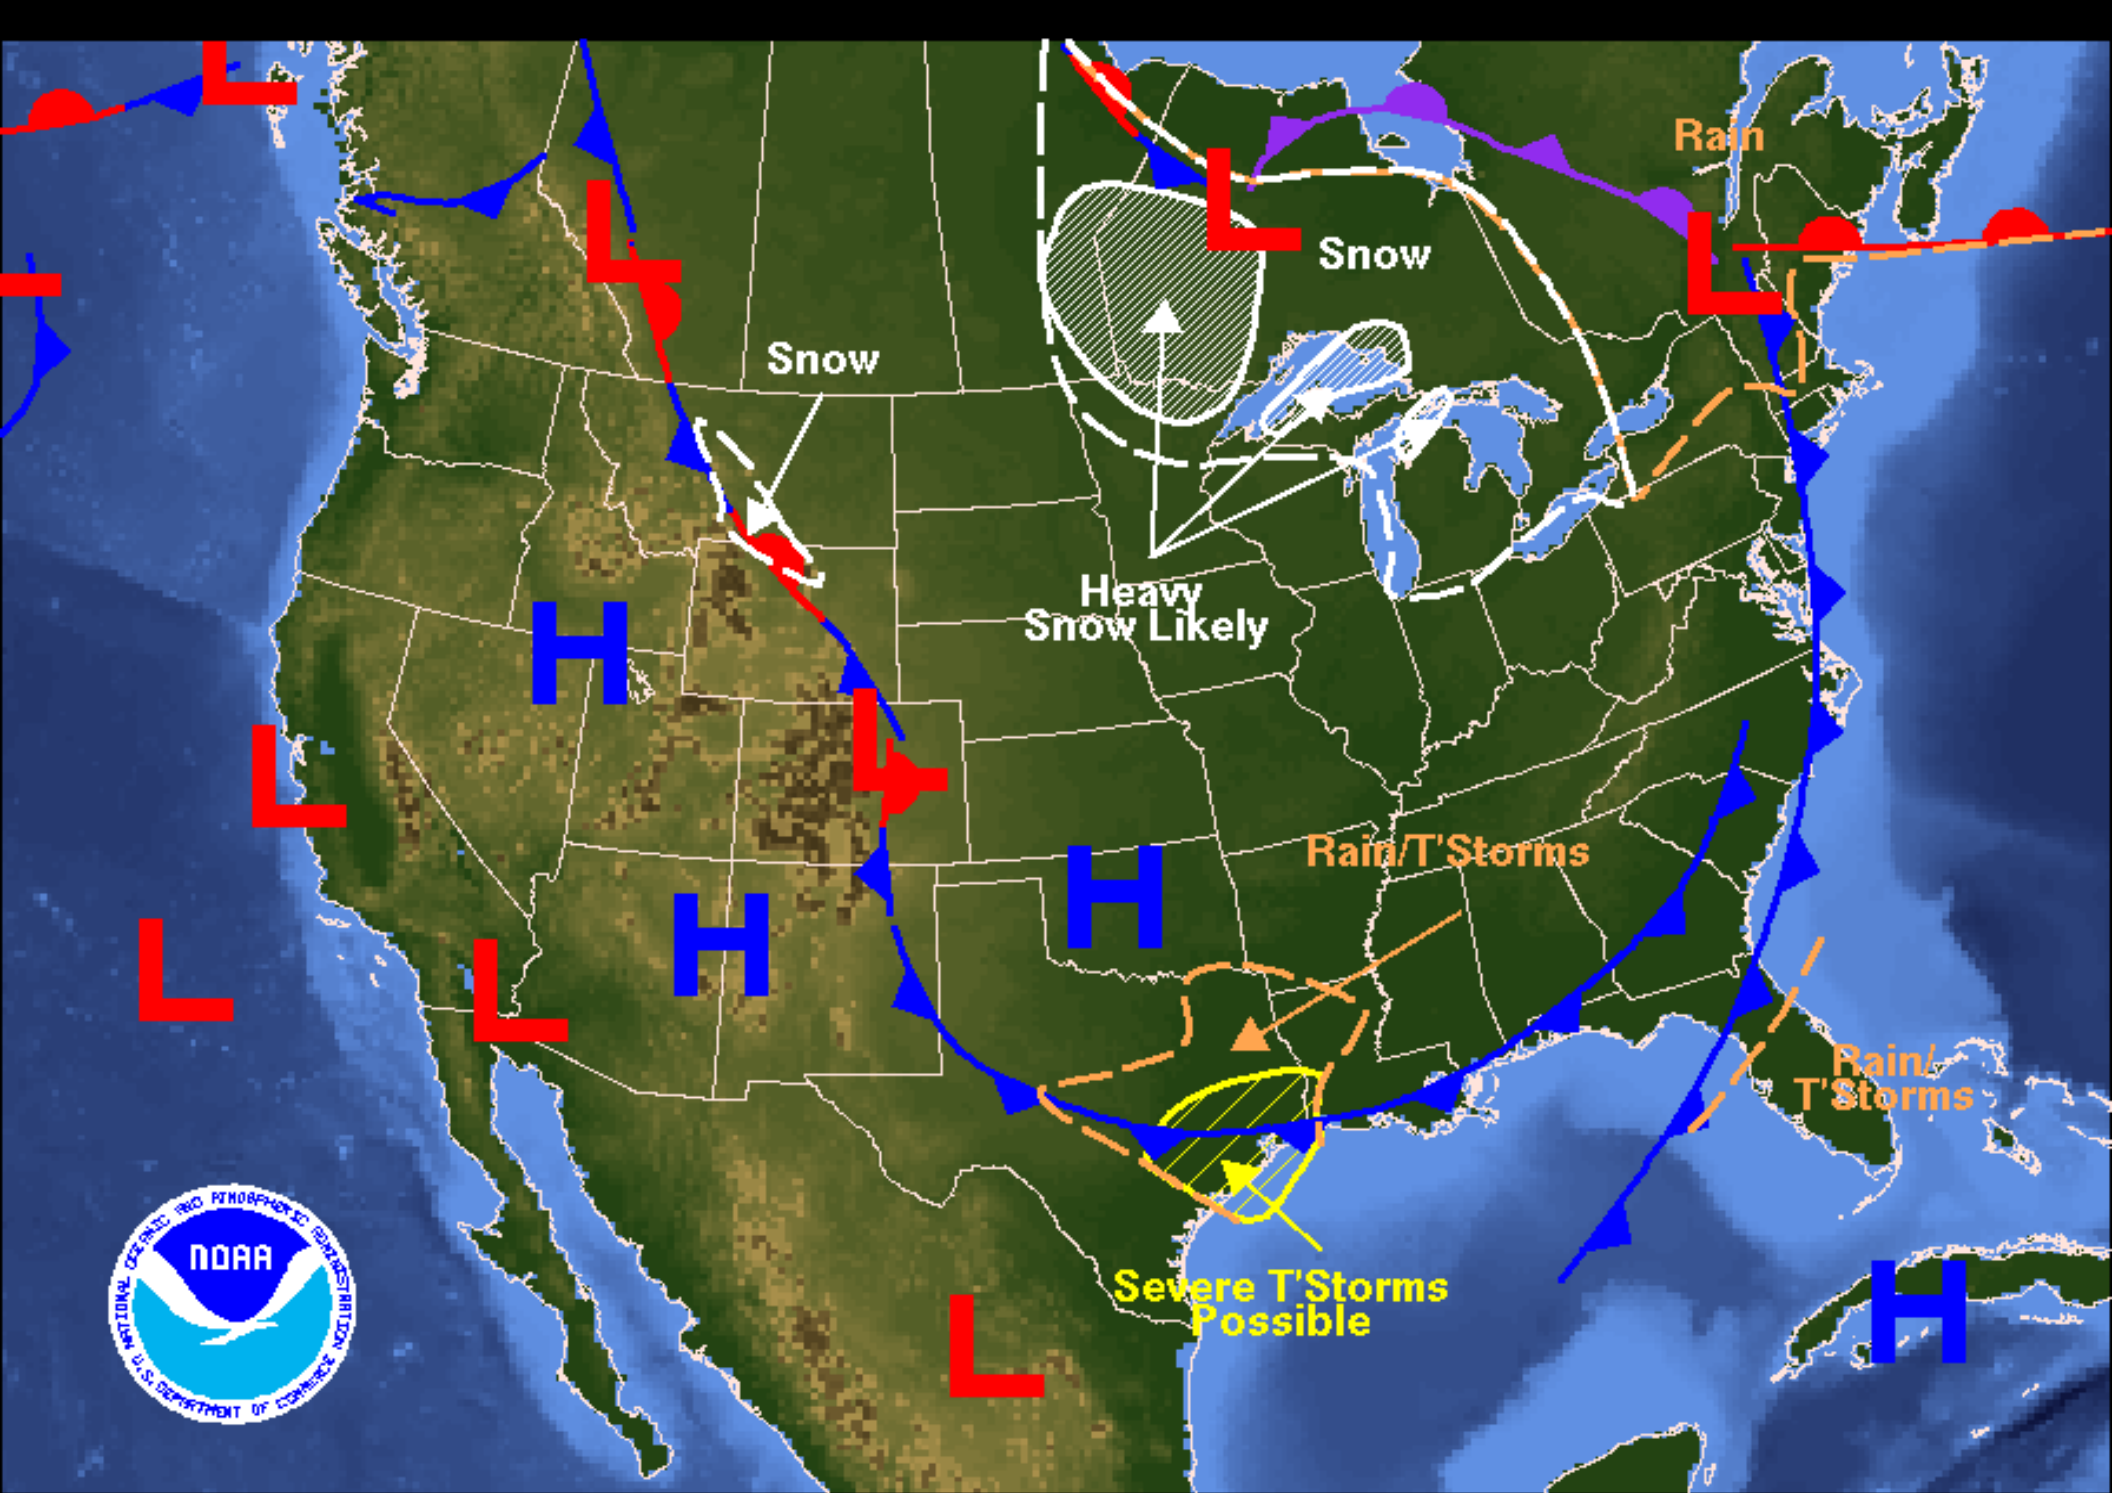 L
Rain
L
L
L
Snow
L
Snow
Heavy
Snow Likely
H
L
L
Rain/T'Storms
H
H
L
L
Rain/
T'Storms
NATIONAL OCEANIC AND ATMOSPHERIC ADMINISTRATION
NOAA
U.S. DEPARTMENT OF COMMERCE
Severe T'Storms
Possible
H
L